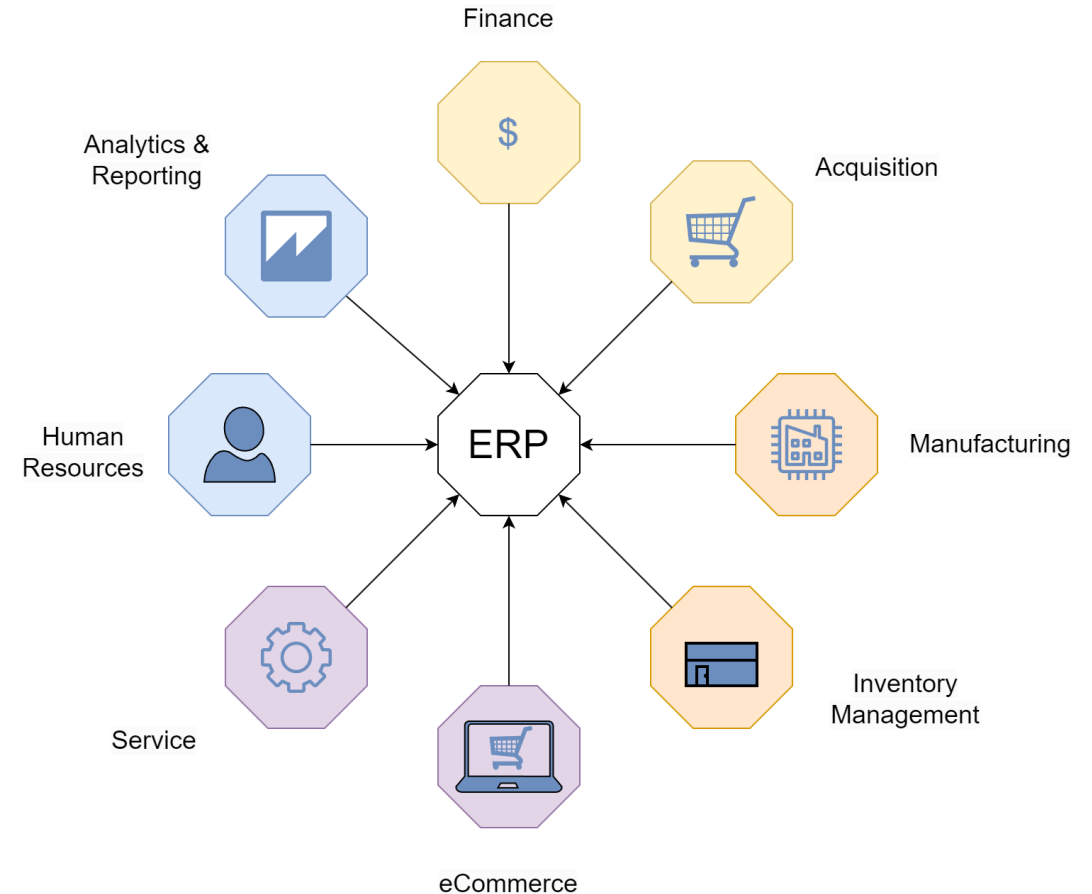 Finance
$
Analytics &
Reporting
Acquisition
Human
Resources
ERP
Manufacturing
Service
Inventory
Management
eCommerce